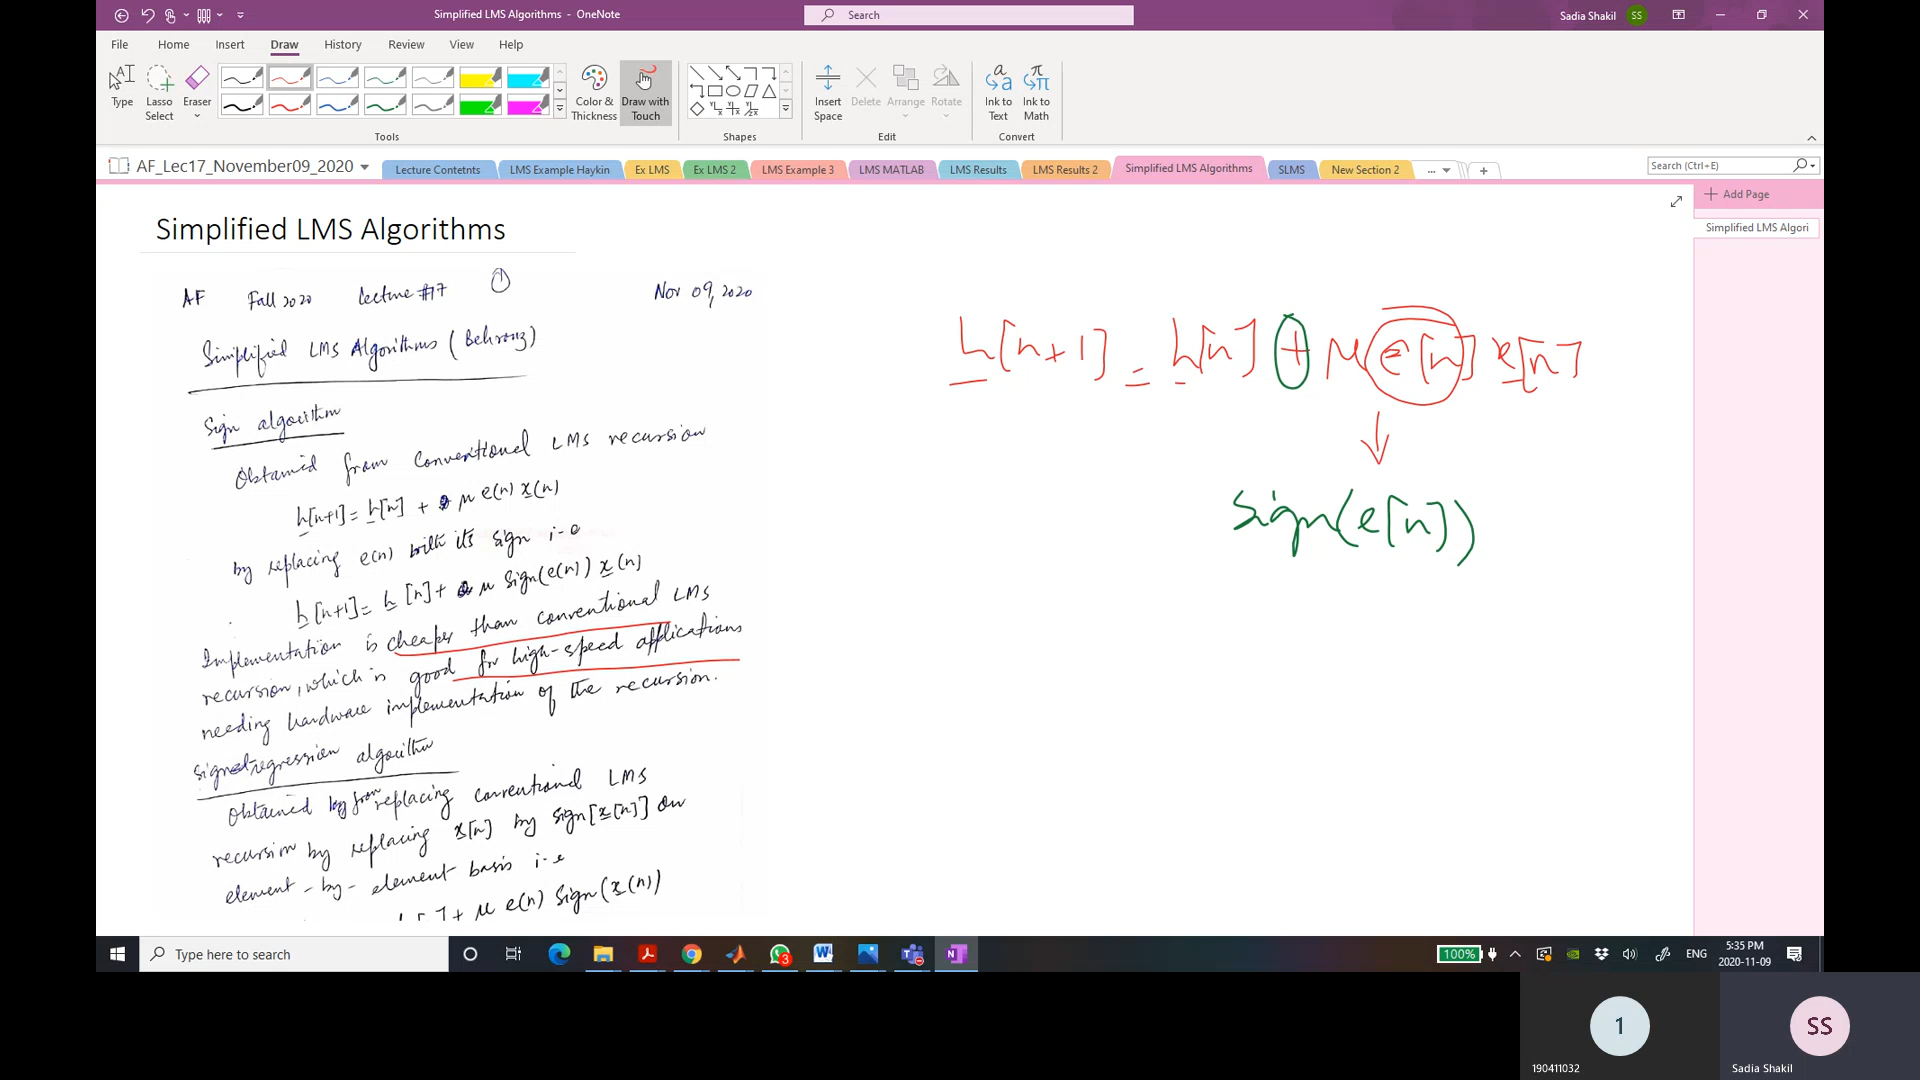 Simplified LMS Algorithms - OneNote
Search
Sadia Shakil
SS
File Home Insert Draw History Review View Help
Type
Lasso Select
Eraser
Color & Thickness
Draw with Touch
Insert Space
Delete
Arrange
Rotate
Ink to Text
Ink to Math
Tools
Shapes
Edit
Convert
AF_Lec17_November09_2020
Lecture Contetnts
LMS Example Haykin
Ex LMS
Ex LMS 2
LMS Example 3
LMS MATLAB
LMS Results
LMS Results 2
Simplified LMS Algorithms
SLMS
New Section 2
...
Search (Ctrl+E)
Add Page
Simplified LMS Algori
Simplified LMS Algorithms
AF Fall 2020 Lecture #17 1 Nov 09, 2020
Simplified LMS Algorithms (Behrouz)
Sign algorithm
Obtained from conventional LMS recursion
h[n+1] = h[n] + μ e(n) x(n)
by replacing e(n) with its sign i-e
h[n+1] = h[n] + μ sign(e(n)) x(n)
Implementation is cheaper than conventional LMS
recursion, which is good for high-speed applications
needing hardware implementation of the recursion.
signed-regression algorithm
Obtained from replacing conventional LMS
recursion by replacing x[n] by sign[x[n]] on
element-by-element basis i-e
+ μ e(n) sign(x(n))
h[n+1] = h[n] + μ e[n] x[n]
sign(e[n])
Type here to search
3
100%
ENG
5:35 PM
2020-11-09
1
190411032
SS
Sadia Shakil